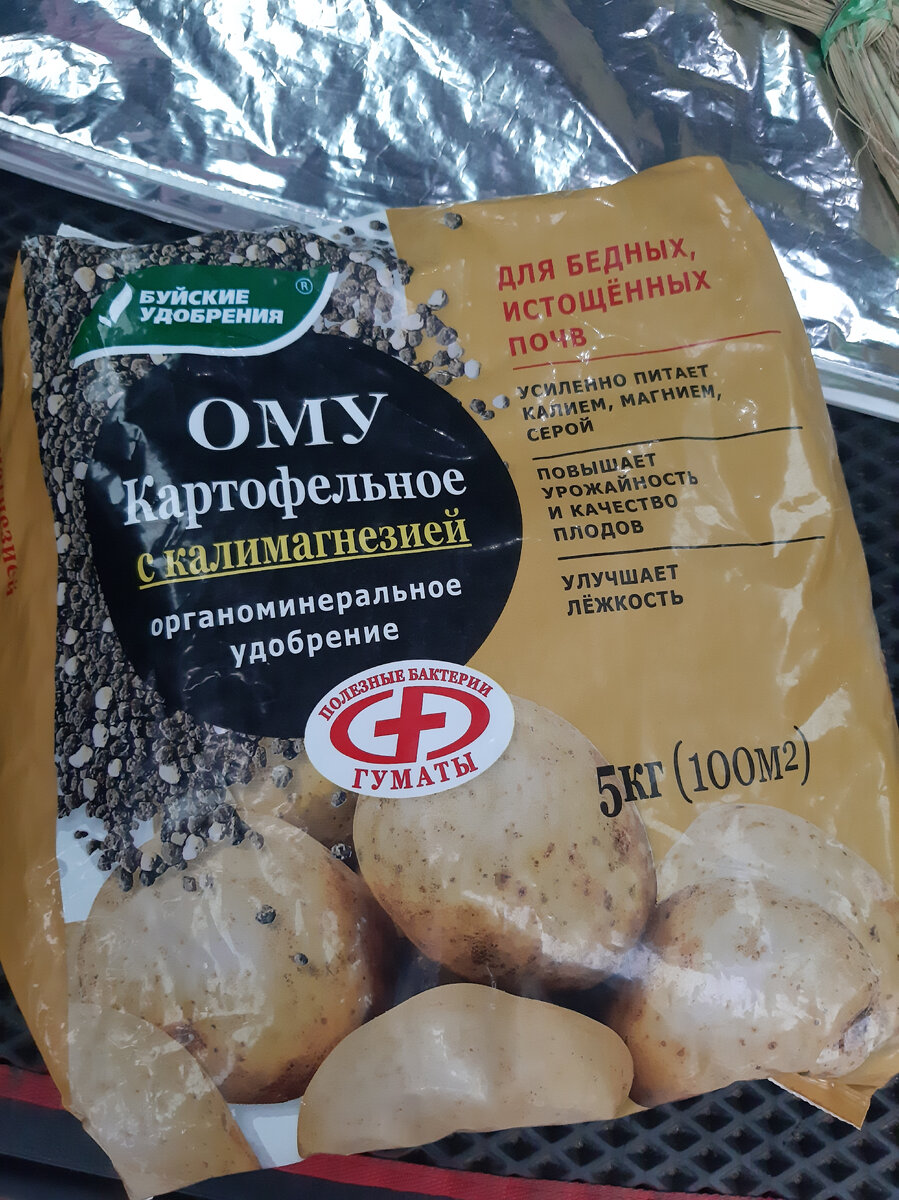 БУЙСКИЕ
УДОБРЕНИЯ
®
ОМУ
Картофельное
с калимагнезией
органоминеральное
удобрение
ПОЛЕЗНЫЕ БАКТЕРИИ
ГУМАТЫ
ДЛЯ БЕДНЫХ,
ИСТОЩЁННЫХ
ПОЧВ
УСИЛЕННО ПИТАЕТ
КАЛИЕМ, МАГНИЕМ,
СЕРОЙ
ПОВЫШАЕТ
УРОЖАЙНОСТЬ
И КАЧЕСТВО
ПЛОДОВ
УЛУЧШАЕТ
ЛЁЖКОСТЬ
5кг (100м2)